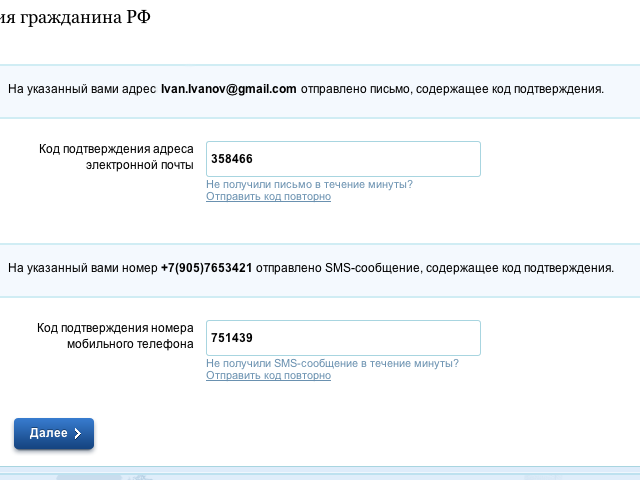 ия гражданина РФ
На указанный вами адрес Ivan.Ivanov@gmail.com отправлено письмо, содержащее код подтверждения.
Код подтверждения адреса
электронной почты
358466
Не получили письмо в течение минуты?
Отправить код повторно
На указанный вами номер +7(905)7653421 отправлено SMS-сообщение, содержащее код подтверждения.
Код подтверждения номера
мобильного телефона
751439
Не получили SMS-сообщение в течение минуты?
Отправить код повторно
Далее